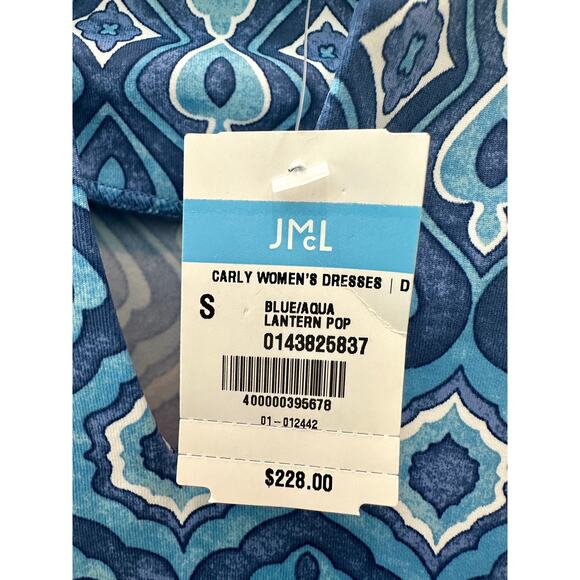 JMcL
CARLY WOMEN'S DRESSES | D
S
BLUE/AQUA
LANTERN POP
0143825837
400000395678
01-012442
$228.00